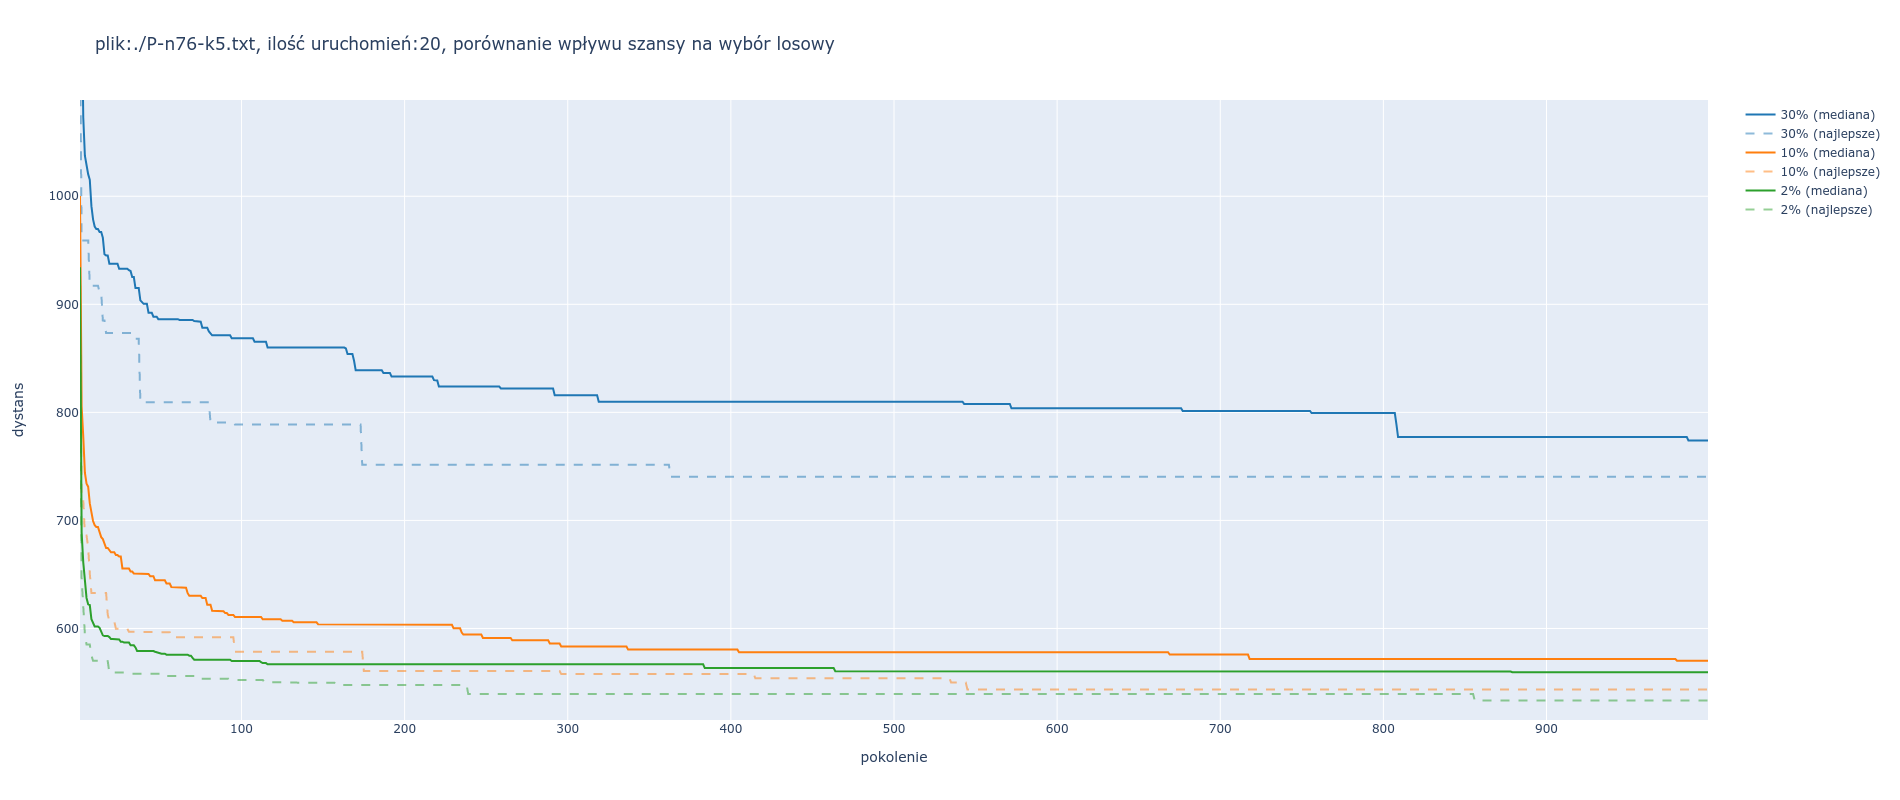 plik:./P-n76-k5.txt, ilość uruchomień:20, porównanie wpływu szansy na wybór losowy
30% (mediana)
30% (najlepsze)
10% (mediana)
10% (najlepsze)
2% (mediana)
2% (najlepsze)
1000
900
800
700
600
dystans
100
200
300
400
500
600
700
800
900
pokolenie